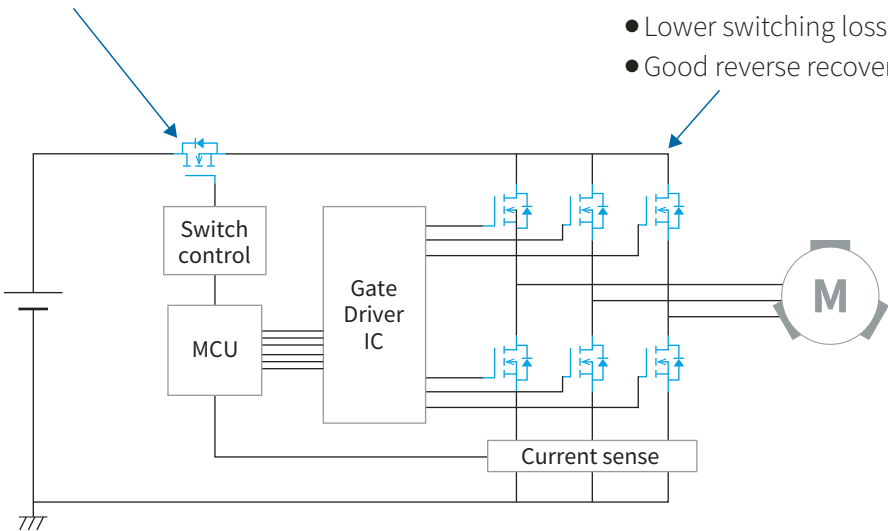 ● Lower switching loss
● Good reverse recover
Switch
control
Gate
Driver
IC
MCU
M
Current sense